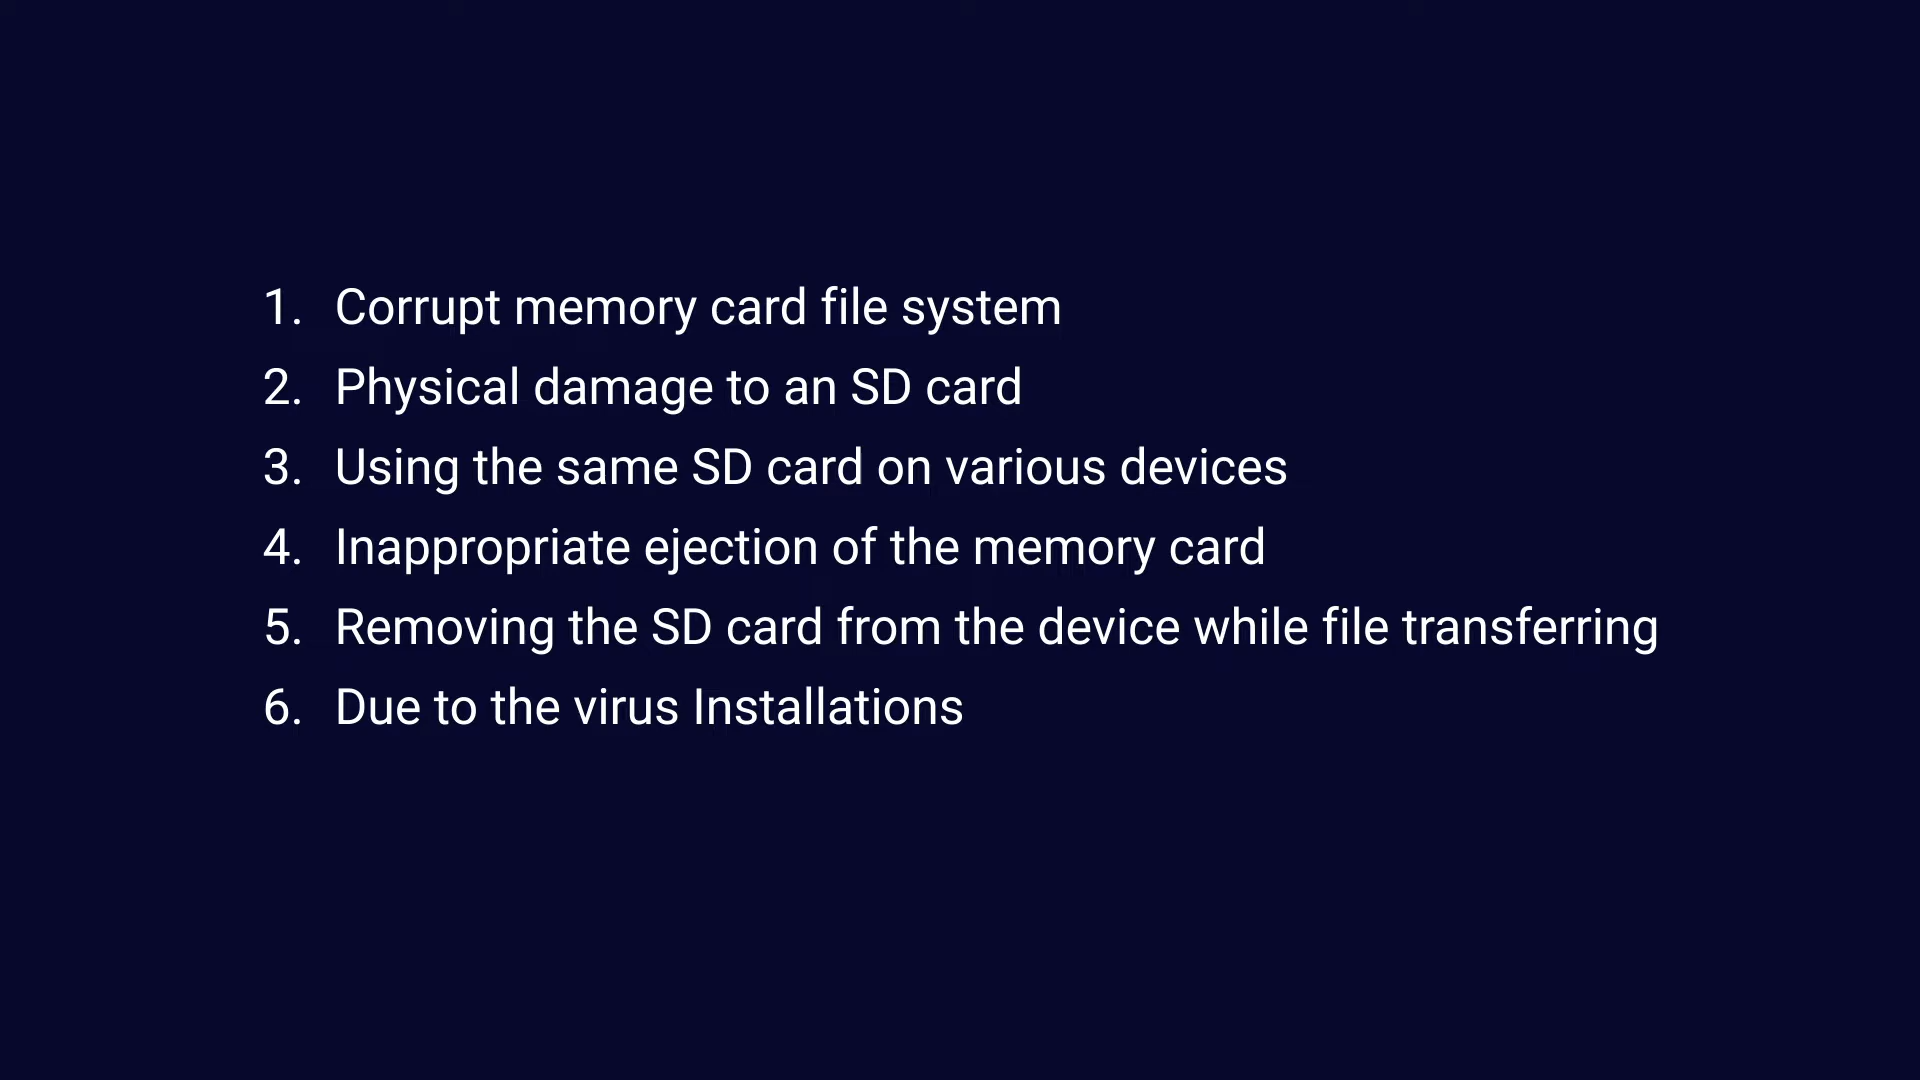 1. Corrupt memory card file system
2. Physical damage to an SD card
3. Using the same SD card on various devices
4. Inappropriate ejection of the memory card
5. Removing the SD card from the device while file transferring
6. Due to the virus Installations